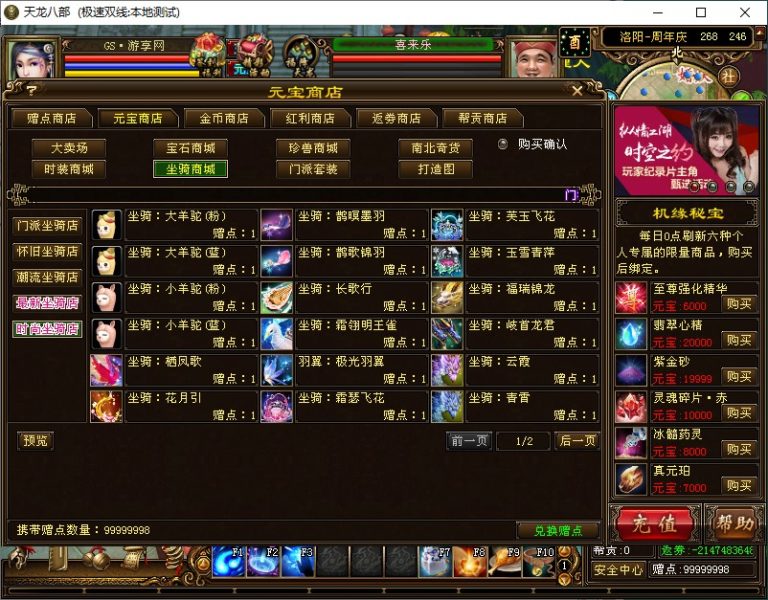 天龙八部 (极速双线:本地测试)
GS·游享网
喜来乐
酉
洛阳-周年庆 268 246
北
社
?
元宝商店
赠点商店 元宝商店 金币商店 红利商店 返券商店 帮贡商店
大卖场 宝石商城 珍兽商城 南北奇货 购买确认
时装商城 坐骑商城 门派套装 打造图
门
门派坐骑店
怀旧坐骑店
潮流坐骑店
最新坐骑店
时尚坐骑店
坐骑:大羊驼(粉)
赠点:1
坐骑:鹊暝墨羽
赠点:1
坐骑:芙玉飞花
赠点:1
坐骑:大羊驼(蓝)
赠点:1
坐骑:鹊歌锦羽
赠点:1
坐骑:玉雪青萍
赠点:1
坐骑:小羊驼(粉)
赠点:1
坐骑:长歌行
赠点:1
坐骑:福瑞锦龙
赠点:1
坐骑:小羊驼(蓝)
赠点:1
坐骑:霜翎明王雀
赠点:1
坐骑:岐首龙君
赠点:1
坐骑:栖凤歌
赠点:1
羽翼:极光羽翼
赠点:1
坐骑:云霞
赠点:1
坐骑:花月引
赠点:1
坐骑:霜瑟飞花
赠点:1
坐骑:青霄
赠点:1
预览
前一页 1/2 后一页
携带赠点数量:99999998
兑换赠点
纵情江湖
时空之约
玩家纪录片主角
机缘秘宝
每日0点刷新六种个
人专属的限量商品,购买
后绑定。
至尊强化精华
元宝:6000 购买
翡翠心精
元宝:20000 购买
紫金砂
元宝:19999 购买
灵魂碎片·赤
元宝:10000 购买
冰髓药灵
元宝:8000 购买
真元珀
元宝:7000 购买
充值 帮助
F1 F2 F3 F7 F8 F9 F10
1
帮贡:0 返券:-2147483648
安全中心 赠点:99999998